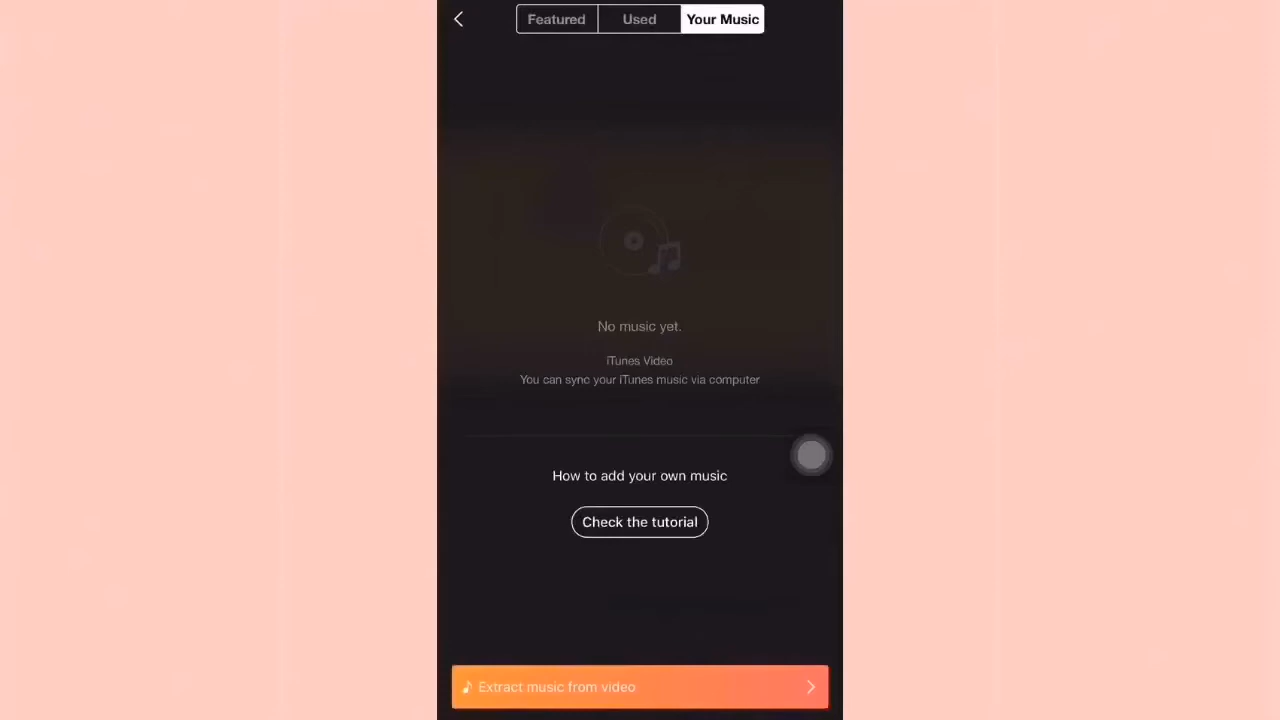 Featured Used Your Music
No music yet.
iTunes Video
You can sync your iTunes music via computer
How to add your own music
Check the tutorial
Extract music from video